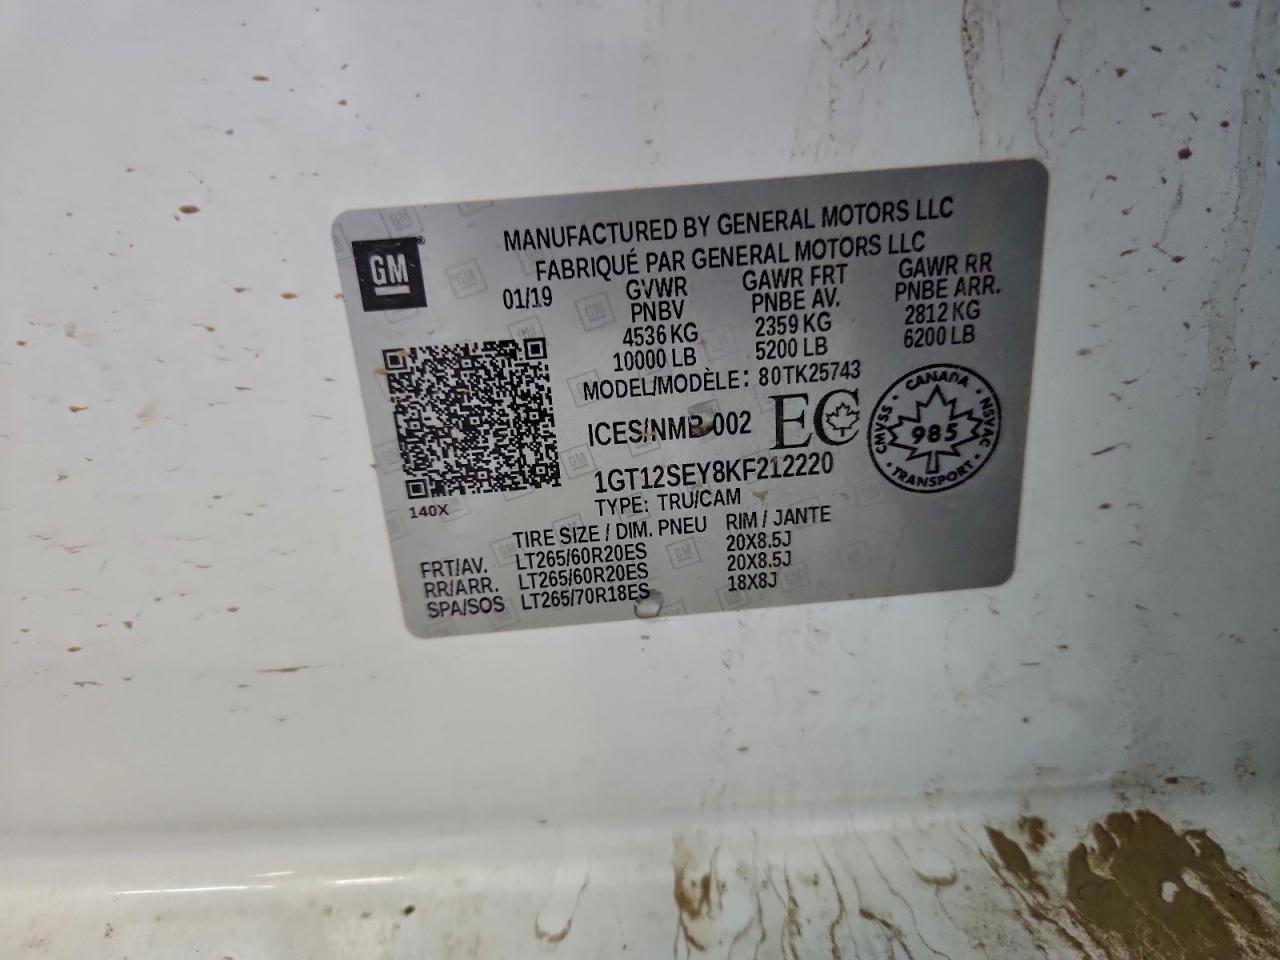 MANUFACTURED BY GENERAL MOTORS LLC
FABRIQUÉ PAR GENERAL MOTORS LLC
GM
01/19
GVWR GAWR FRT GAWR RR
PNBV PNBE AV. PNBE ARR.
4536 KG 2359 KG 2812 KG
10000 LB 5200 LB 6200 LB
MODEL/MODÈLE: 80TK25743
ICES/NMB 002 EC
CANADA
CMVSS 985 NSVAC
TRANSPORT
1GT12SEY8KF212220
TYPE: TRU/CAM
140X
TIRE SIZE / DIM. PNEU RIM / JANTE
FRT/AV. LT265/60R20ES 20X8.5J
RR/ARR. LT265/60R20ES 20X8.5J
SPA/SOS LT265/70R18ES 18X8J